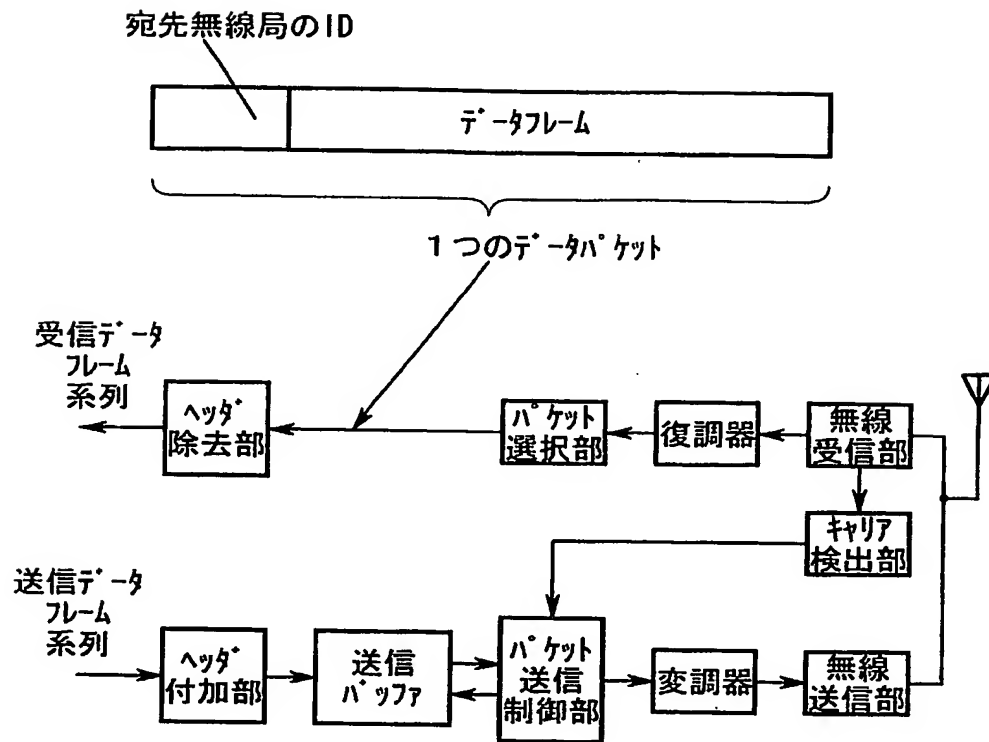 宛先無線局のID
データフレーム
1つのデータパケット
受信データ
フレーム
系列
ヘッダ
除去部
パケット
選択部
復調器
無線
受信部
キャリア
検出部
送信データ
フレーム
系列
ヘッダ
付加部
送信
バッファ
パケット
送信
制御部
変調器
無線
送信部